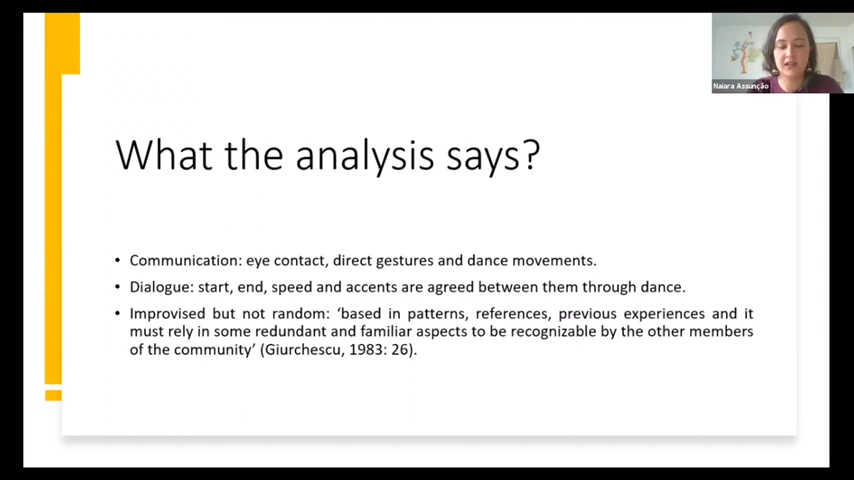 Naiara Assunção
What the analysis says?
• Communication: eye contact, direct gestures and dance movements.
• Dialogue: start, end, speed and accents are agreed between them through dance.
• Improvised but not random: ‘based in patterns, references, previous experiences and it
must rely in some redundant and familiar aspects to be recognizable by the other members
of the community’ (Giurchescu, 1983: 26).